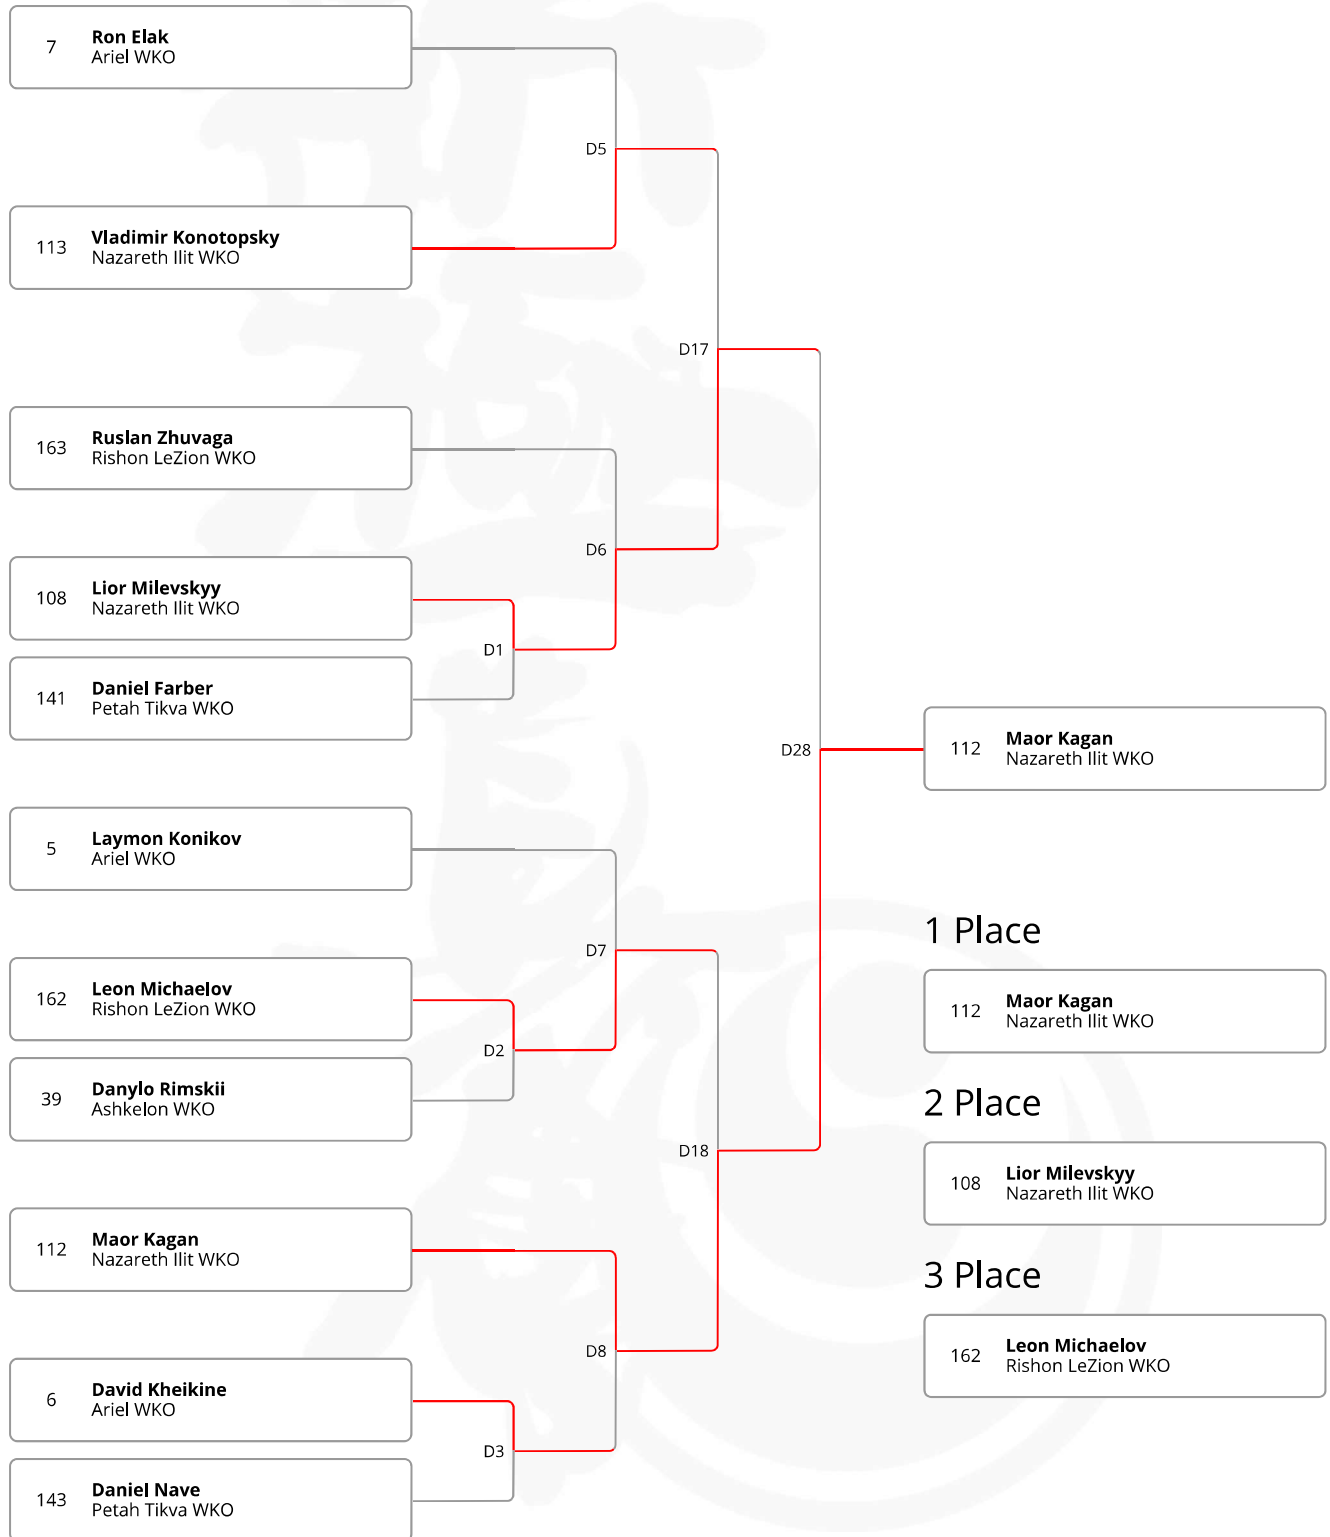 7
Ron Elak
Ariel WKO
D5
113
Vladimir Konotopsky
Nazareth Ilit WKO
D17
163
Ruslan Zhuvaga
Rishon LeZion WKO
D6
108
Lior Milevskyy
Nazareth Ilit WKO
D1
141
Daniel Farber
Petah Tikva WKO
D28
112
Maor Kagan
Nazareth Ilit WKO
5
Laymon Konikov
Ariel WKO
D7
162
Leon Michaelov
Rishon LeZion WKO
D2
39
Danylo Rimskii
Ashkelon WKO
D18
112
Maor Kagan
Nazareth Ilit WKO
D8
6
David Kheikine
Ariel WKO
D3
143
Daniel Nave
Petah Tikva WKO
1 Place
112
Maor Kagan
Nazareth Ilit WKO
2 Place
108
Lior Milevskyy
Nazareth Ilit WKO
3 Place
162
Leon Michaelov
Rishon LeZion WKO